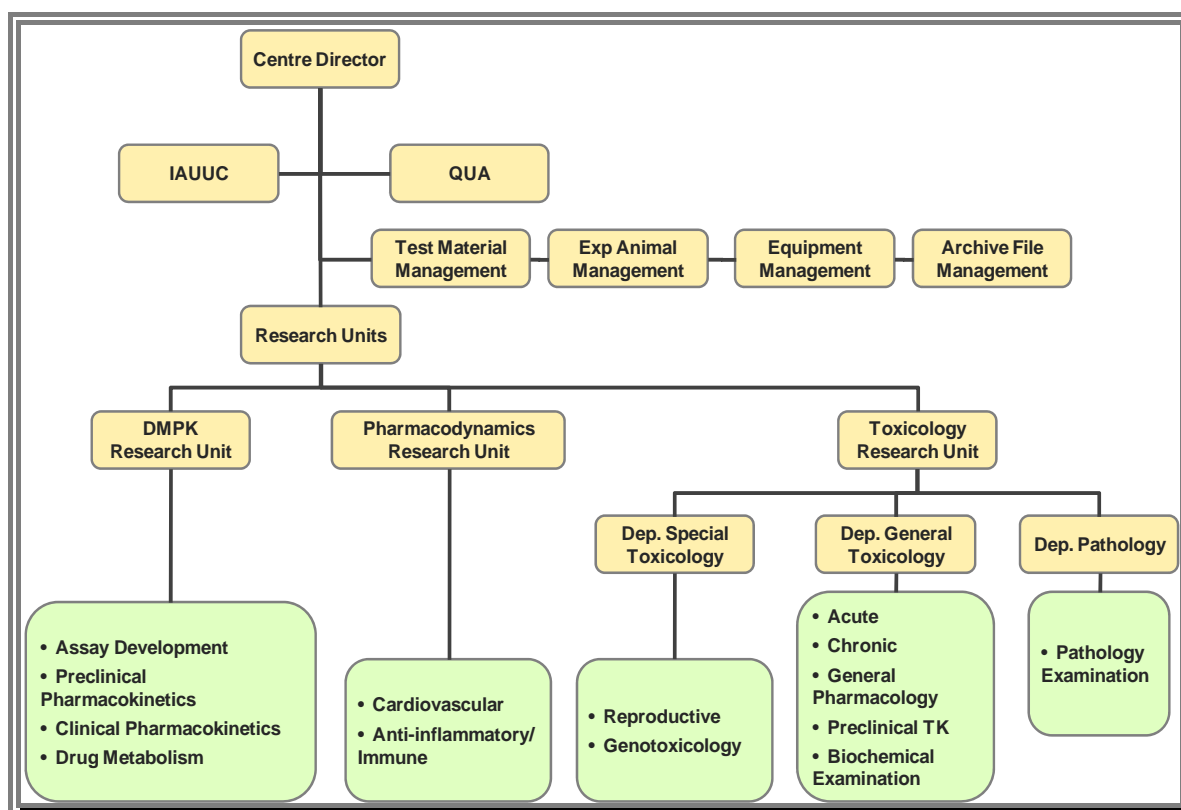 Centre Director
IAUUC
QUA
Test Material
Management
Exp Animal
Management
Equipment
Management
Archive File
Management
Research Units
DMPK
Research Unit
Pharmacodynamics
Research Unit
Toxicology
Research Unit
Dep. Special
Toxicology
Dep. General
Toxicology
Dep. Pathology
• Assay Development
• Preclinical
Pharmacokinetics
• Clinical Pharmacokinetics
• Drug Metabolism
• Cardiovascular
• Anti-inflammatory/
Immune
• Reproductive
• Genotoxicology
• Acute
• Chronic
• General
Pharmacology
• Preclinical TK
• Biochemical
Examination
• Pathology
Examination